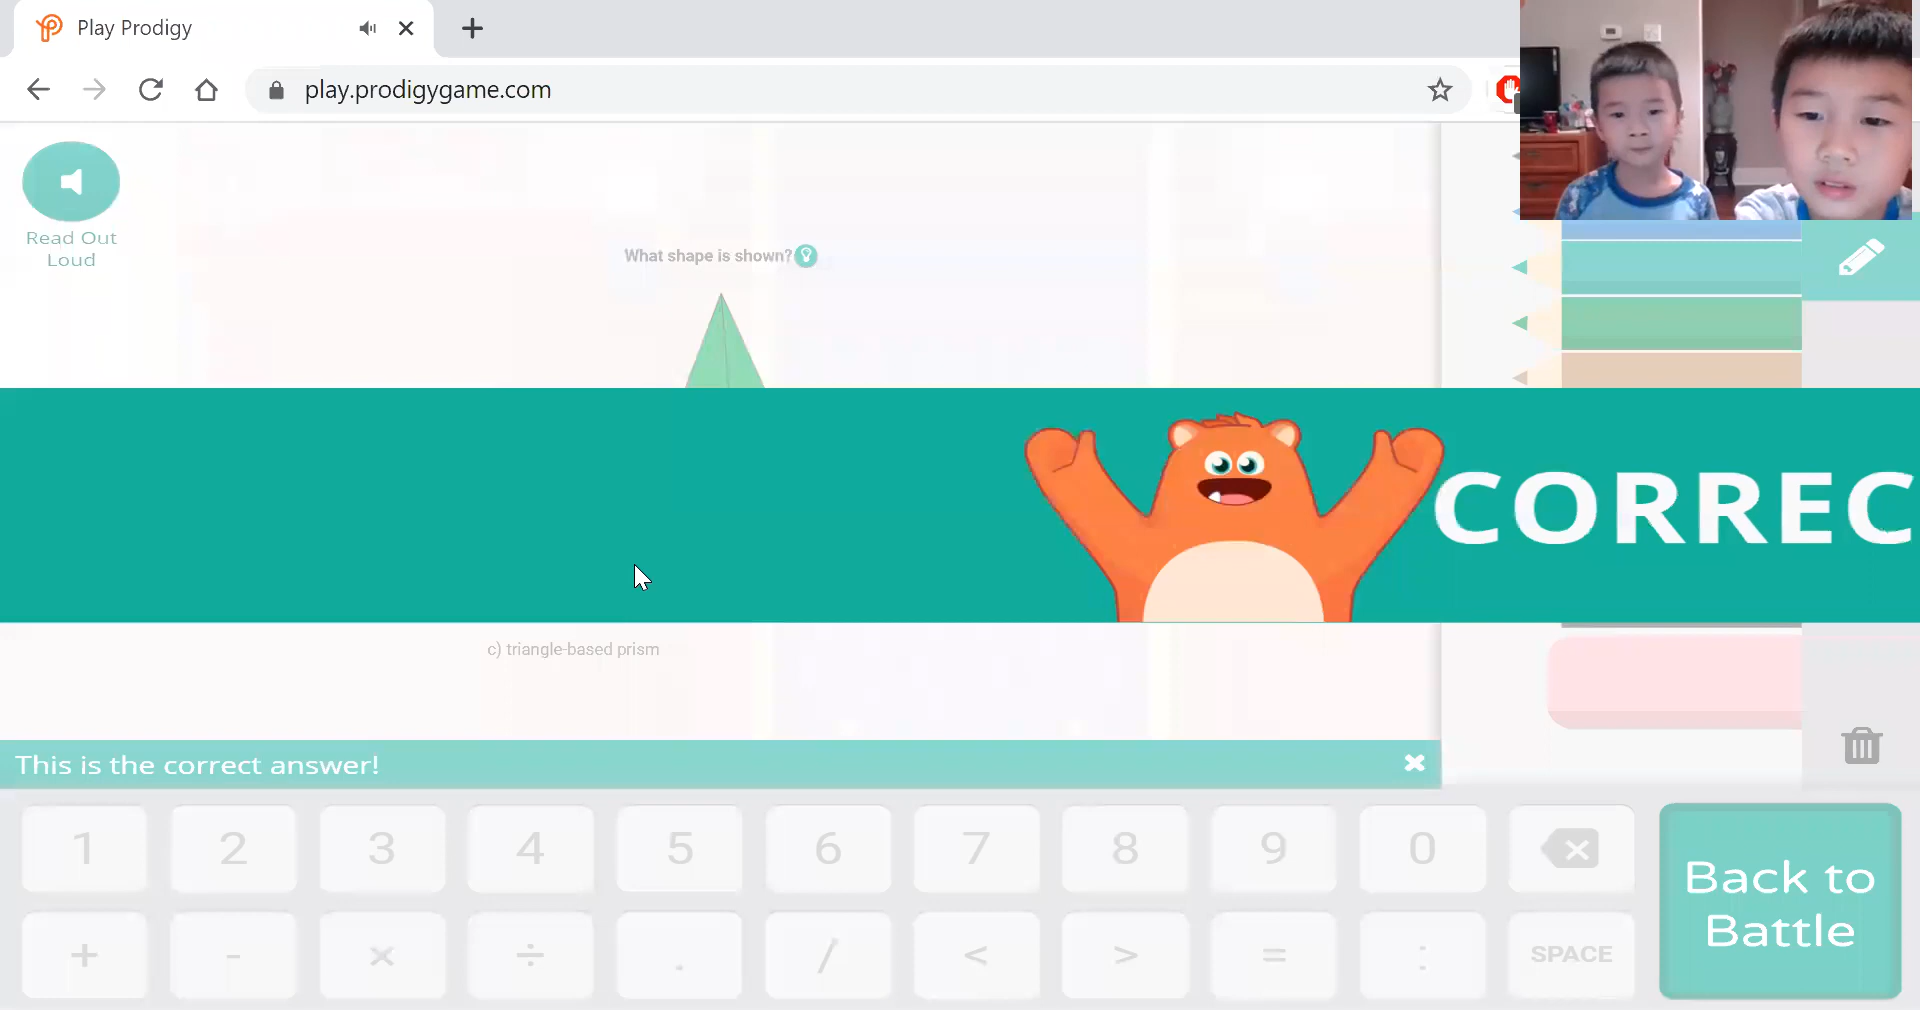 Play Prodigy
play.prodigygame.com
Read Out
Loud
What shape is shown?
CORREC
c) triangle-based prism
This is the correct answer!
1 2 3 4 5 6 7 8 9 0
+ - × ÷ . / < > = : SPACE
Back to
Battle